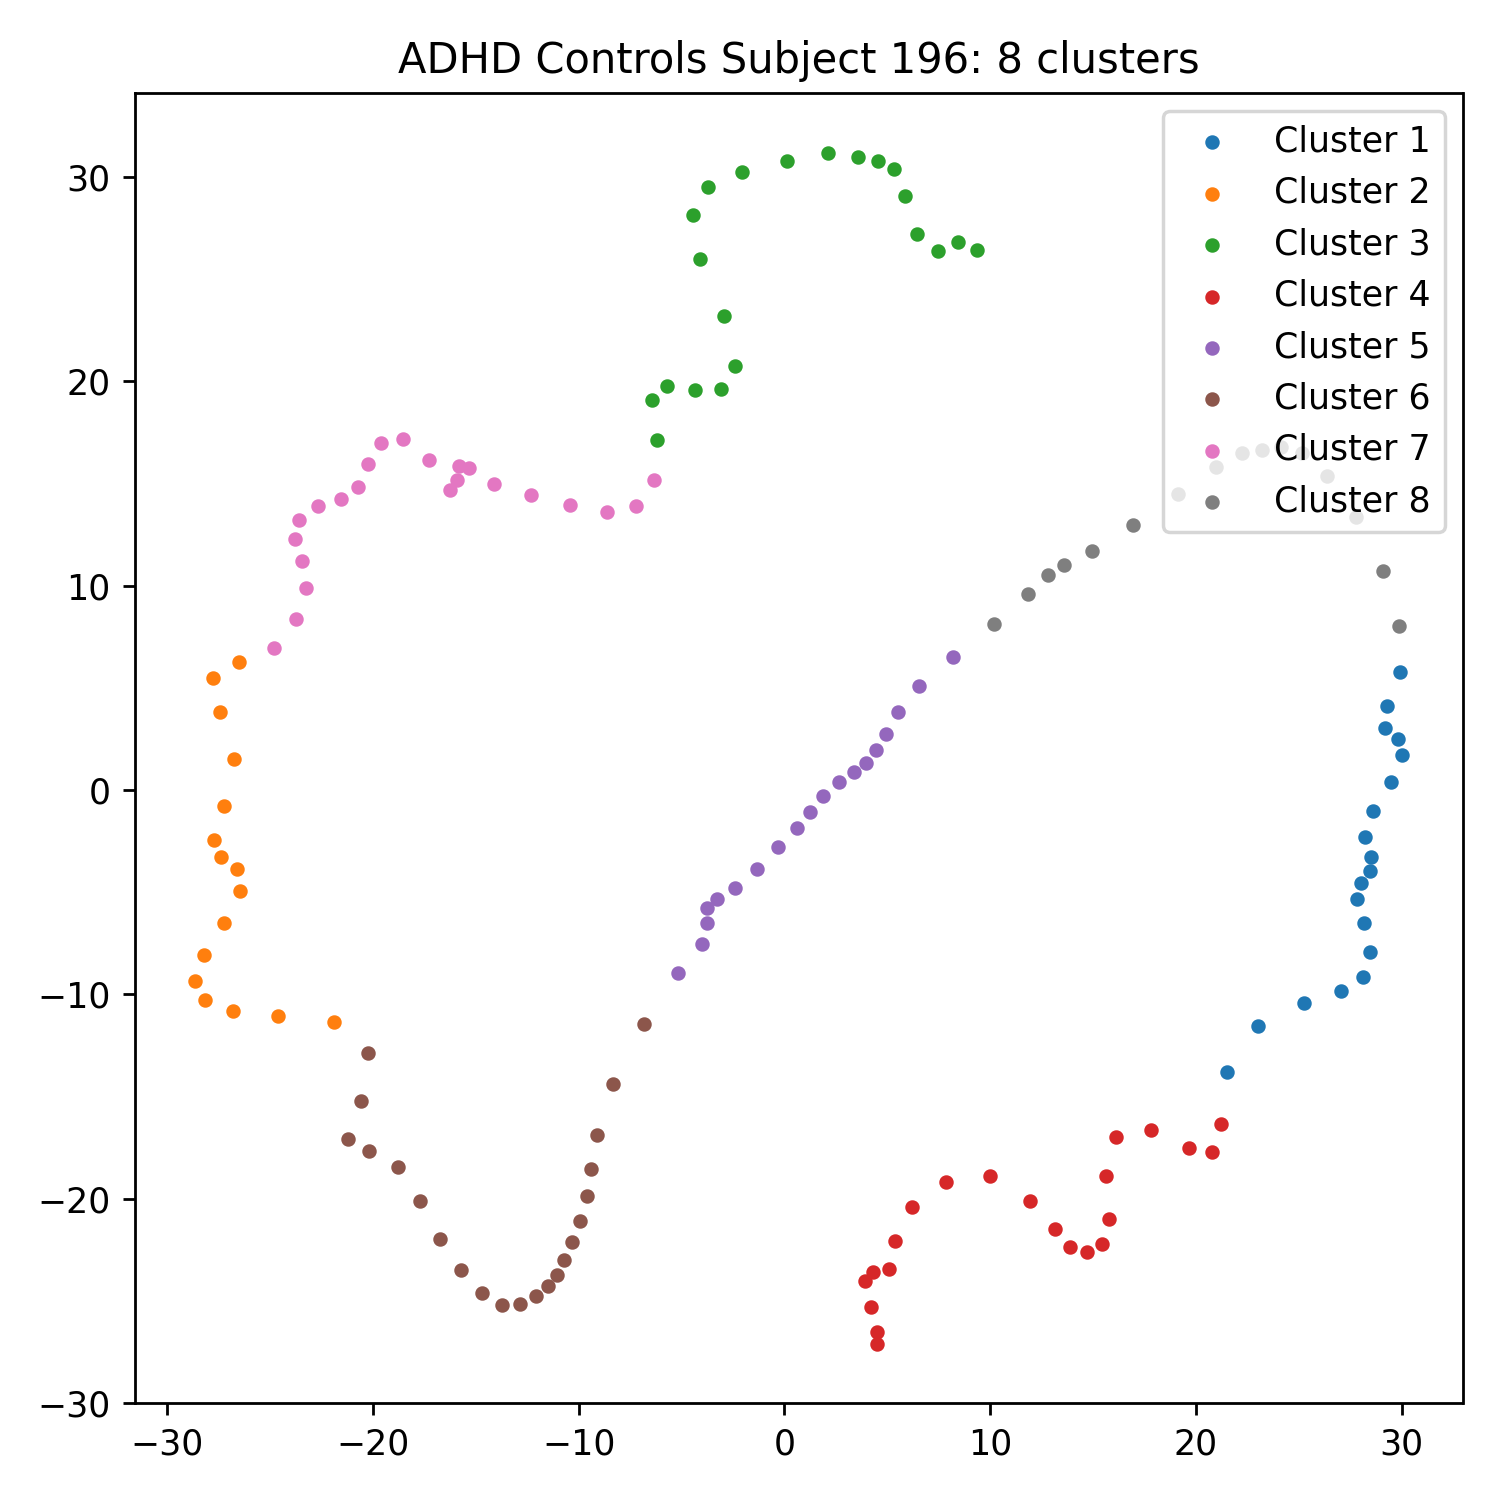 ADHD Controls Subject 196: 8 clusters
Cluster 1
Cluster 2
Cluster 3
Cluster 4
Cluster 5
Cluster 6
Cluster 7
Cluster 8
30
20
10
0
−10
−20
−30
−30 −20 −10 0 10 20 30